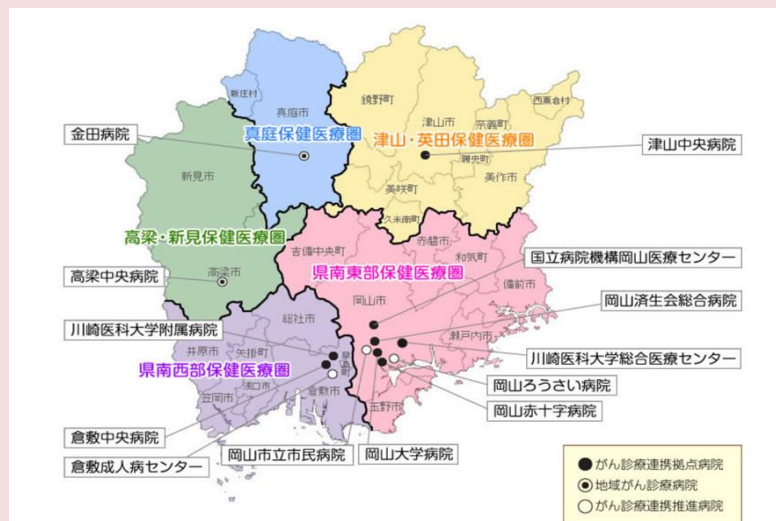 新庄村
真庭市
鏡野町
津山市
奈義町
西粟倉村
金田病院
真庭保健医療圏
津山・英田保健医療圏
津山中央病院
勝央町
美作市
新見市
美咲町
久米南町
高梁・新見保健医療圏
吉備中央町
赤磐市
和気町
国立病院機構岡山医療センター
高梁中央病院
高梁市
県南東部保健医療圏
備前市
岡山市
岡山済生会総合病院
川崎医科大学附属病院
総社市
瀬戸内市
井原市
矢掛町
早島町
川崎医科大学総合医療センター
県南西部保健医療圏
浅口市
笠岡市
倉敷市
玉野市
岡山ろうさい病院
岡山赤十字病院
倉敷中央病院
岡山市立市民病院
岡山大学病院
倉敷成人病センター
がん診療連携拠点病院
地域がん診療病院
がん診療連携推進病院